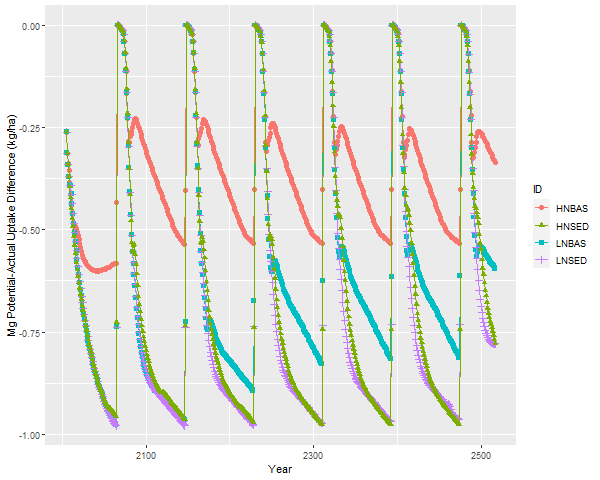 0.00
-0.25
-0.50
-0.75
-1.00
Mg Potential-Actual Uptake Difference (kg/ha)
2100
2300
2500
Year
ID
HNBAS
HNSED
LNBAS
LNSED